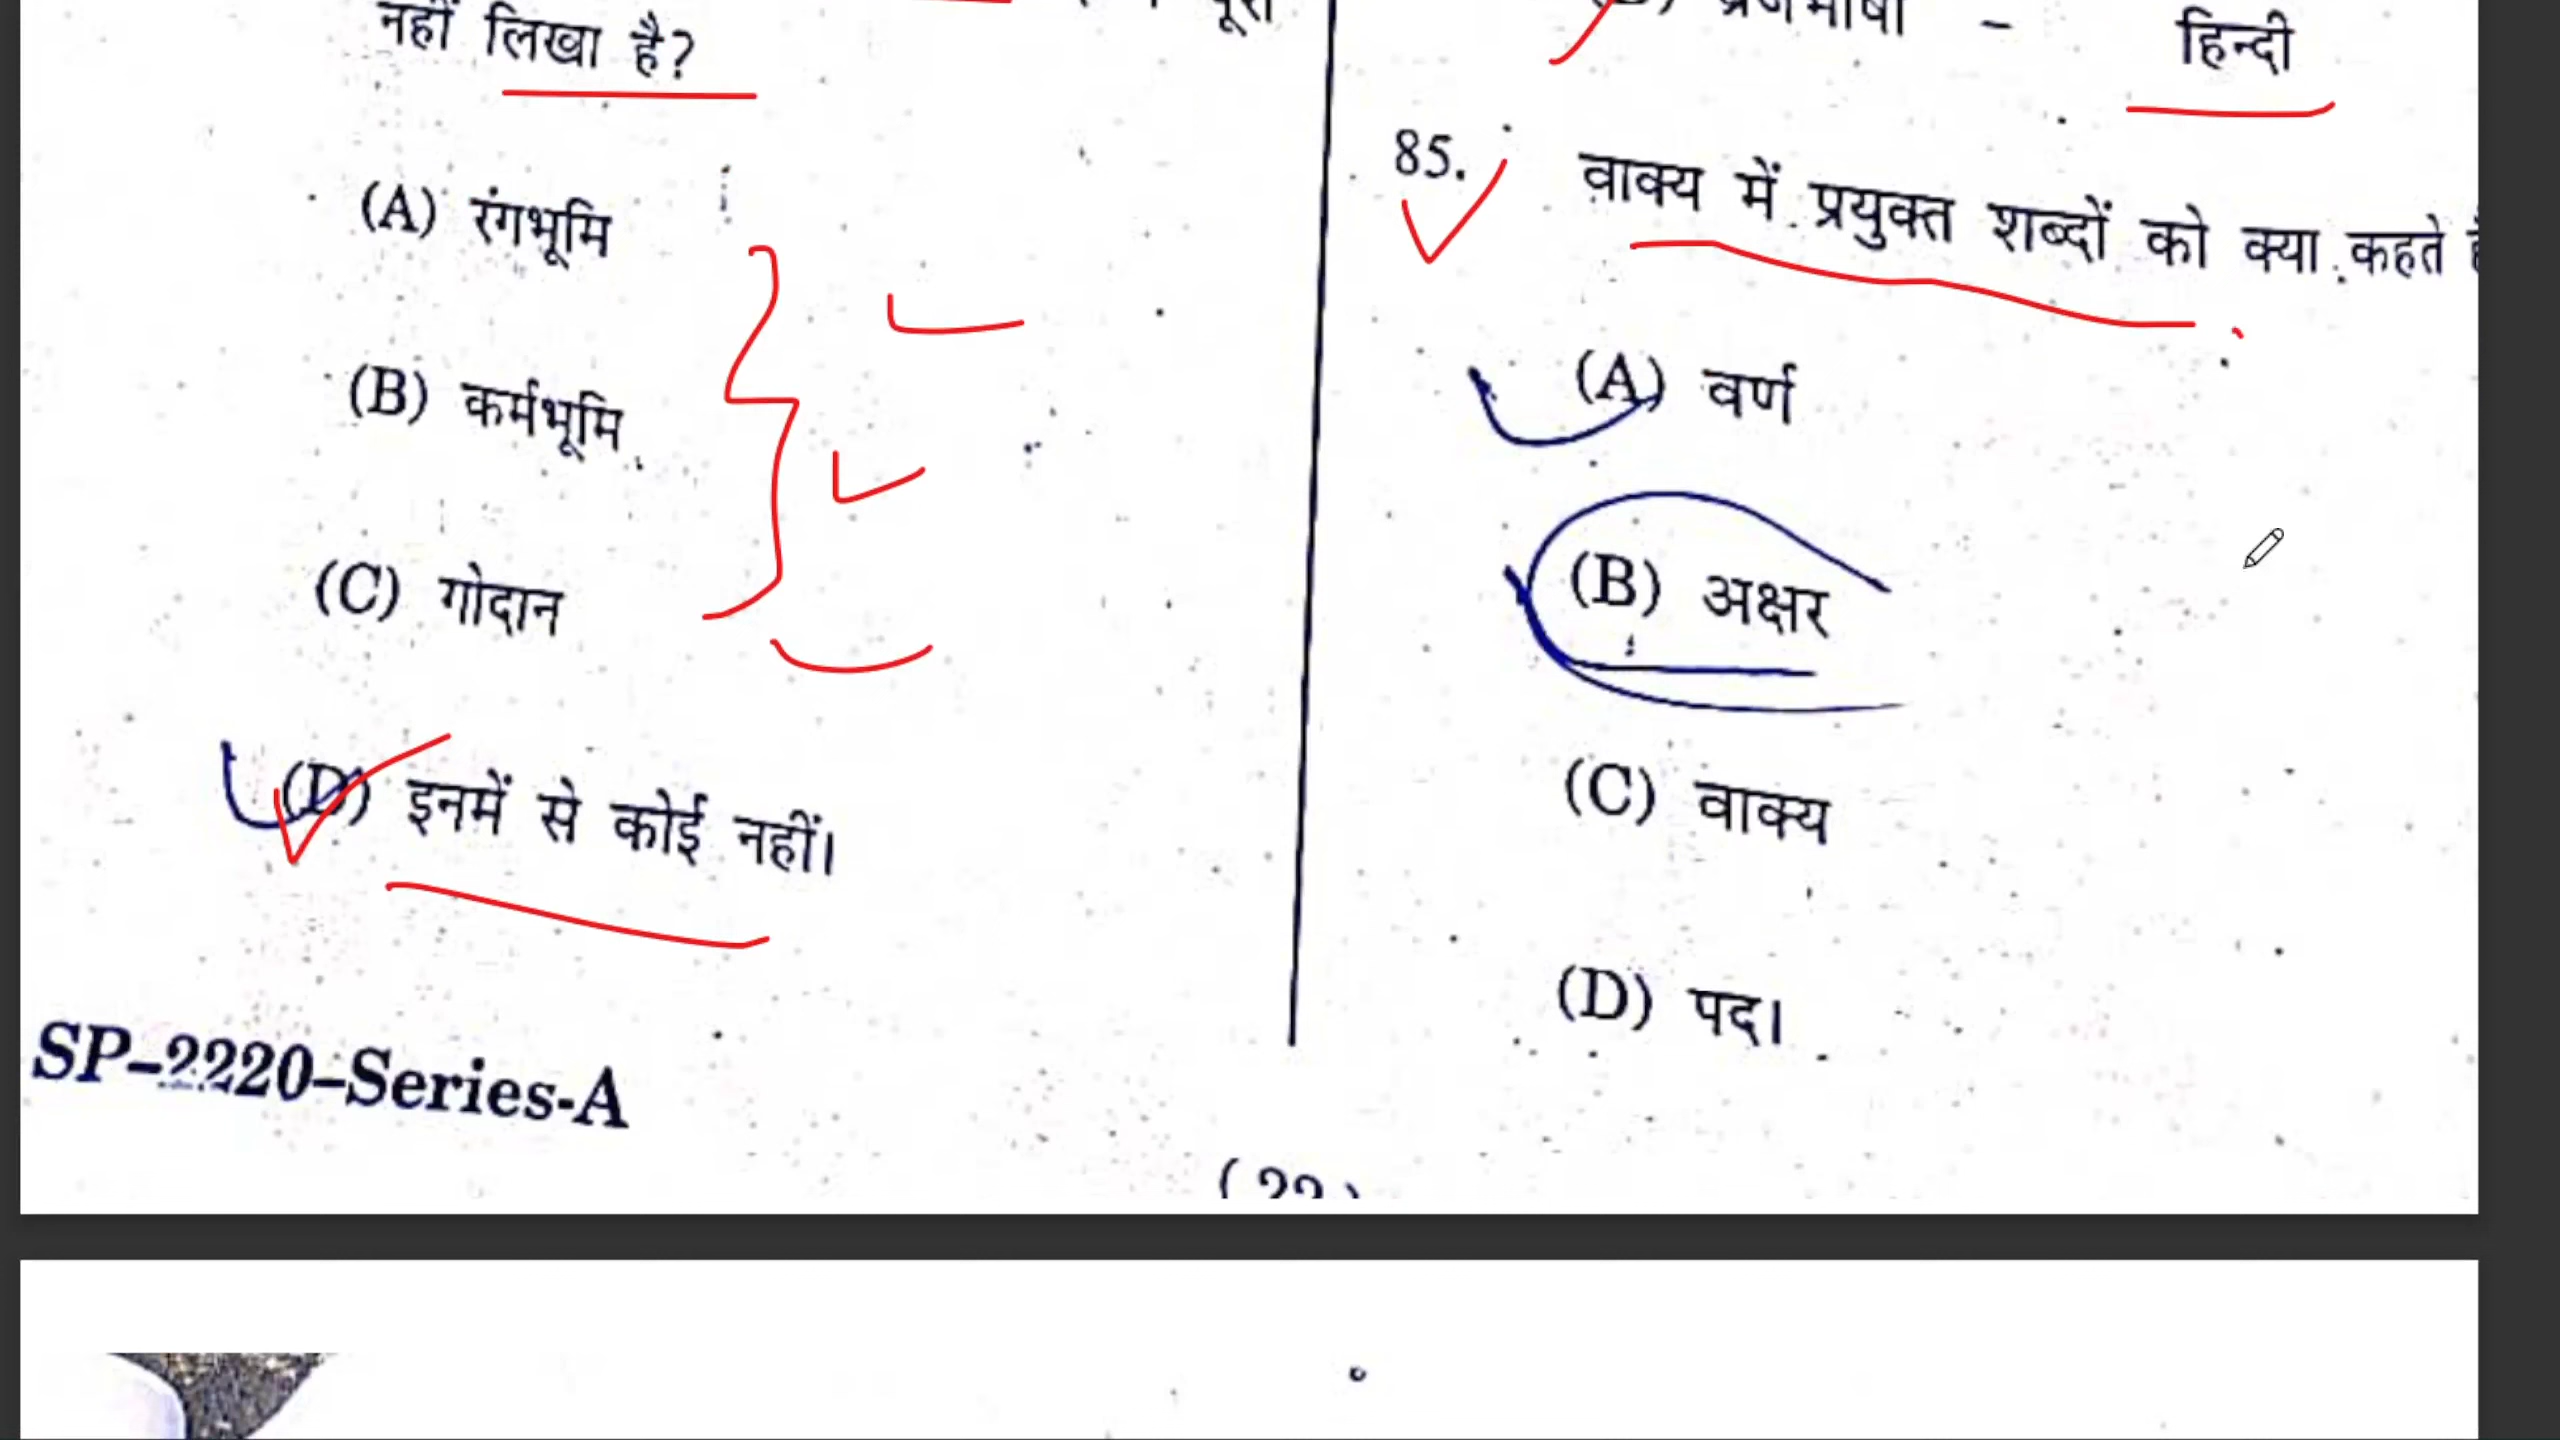 नहीं लिखा है?
(A) रंगभूमि
(B) कर्मभूमि
(C) गोदान
(D) इनमें से कोई नहीं।
SP–2220–Series-A
हिन्दी
85. वाक्य में प्रयुक्त शब्दों को क्या कहते
(A) वर्ण
(B) अक्षर
(C) वाक्य
(D) पद।